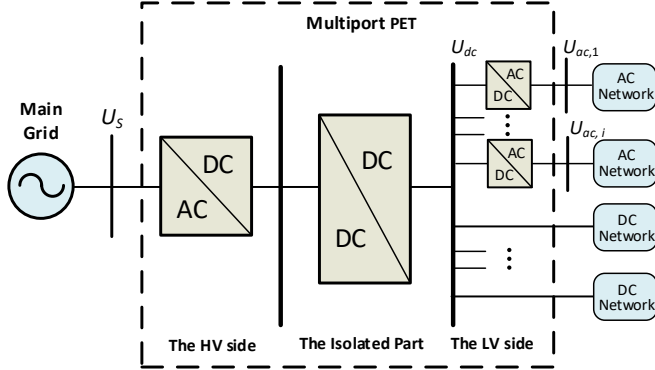 Multiport PET
Main
Grid
U_S
DC
AC
DC
DC
U_dc
AC
DC
U_ac,1
AC
Network
AC
DC
U_ac, i
AC
Network
DC
Network
DC
Network
The HV side
The Isolated Part
The LV side